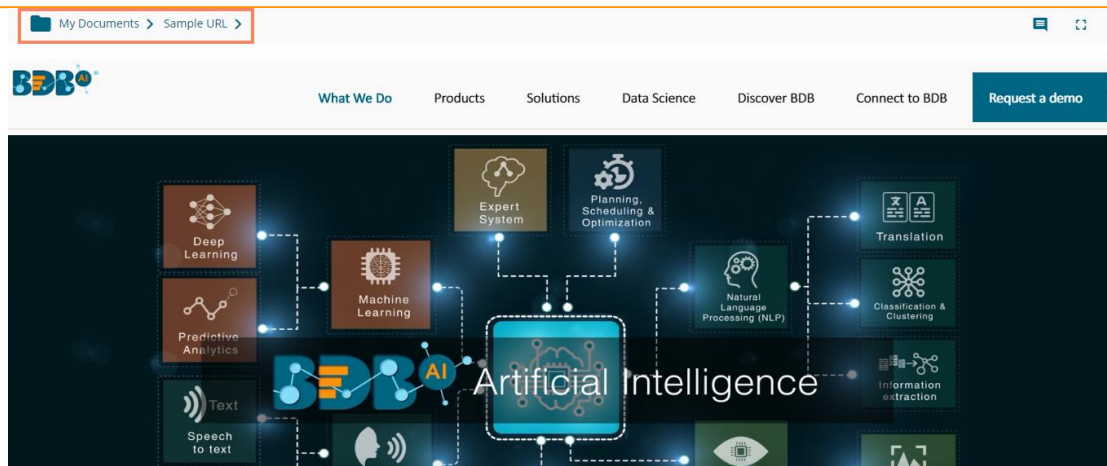 My Documents > Sample URL >
BDB AI
What We Do Products Solutions Data Science Discover BDB Connect to BDB Request a demo
Deep
Learning
Predictive
Analytics
Text
Speech
to text
Machine
Learning
Expert
System
Planning,
Scheduling &
Optimization
Natural
Language
Processing (NLP)
Translation
Classification &
Clustering
Information
extraction
BDB AI Artificial Intelligence